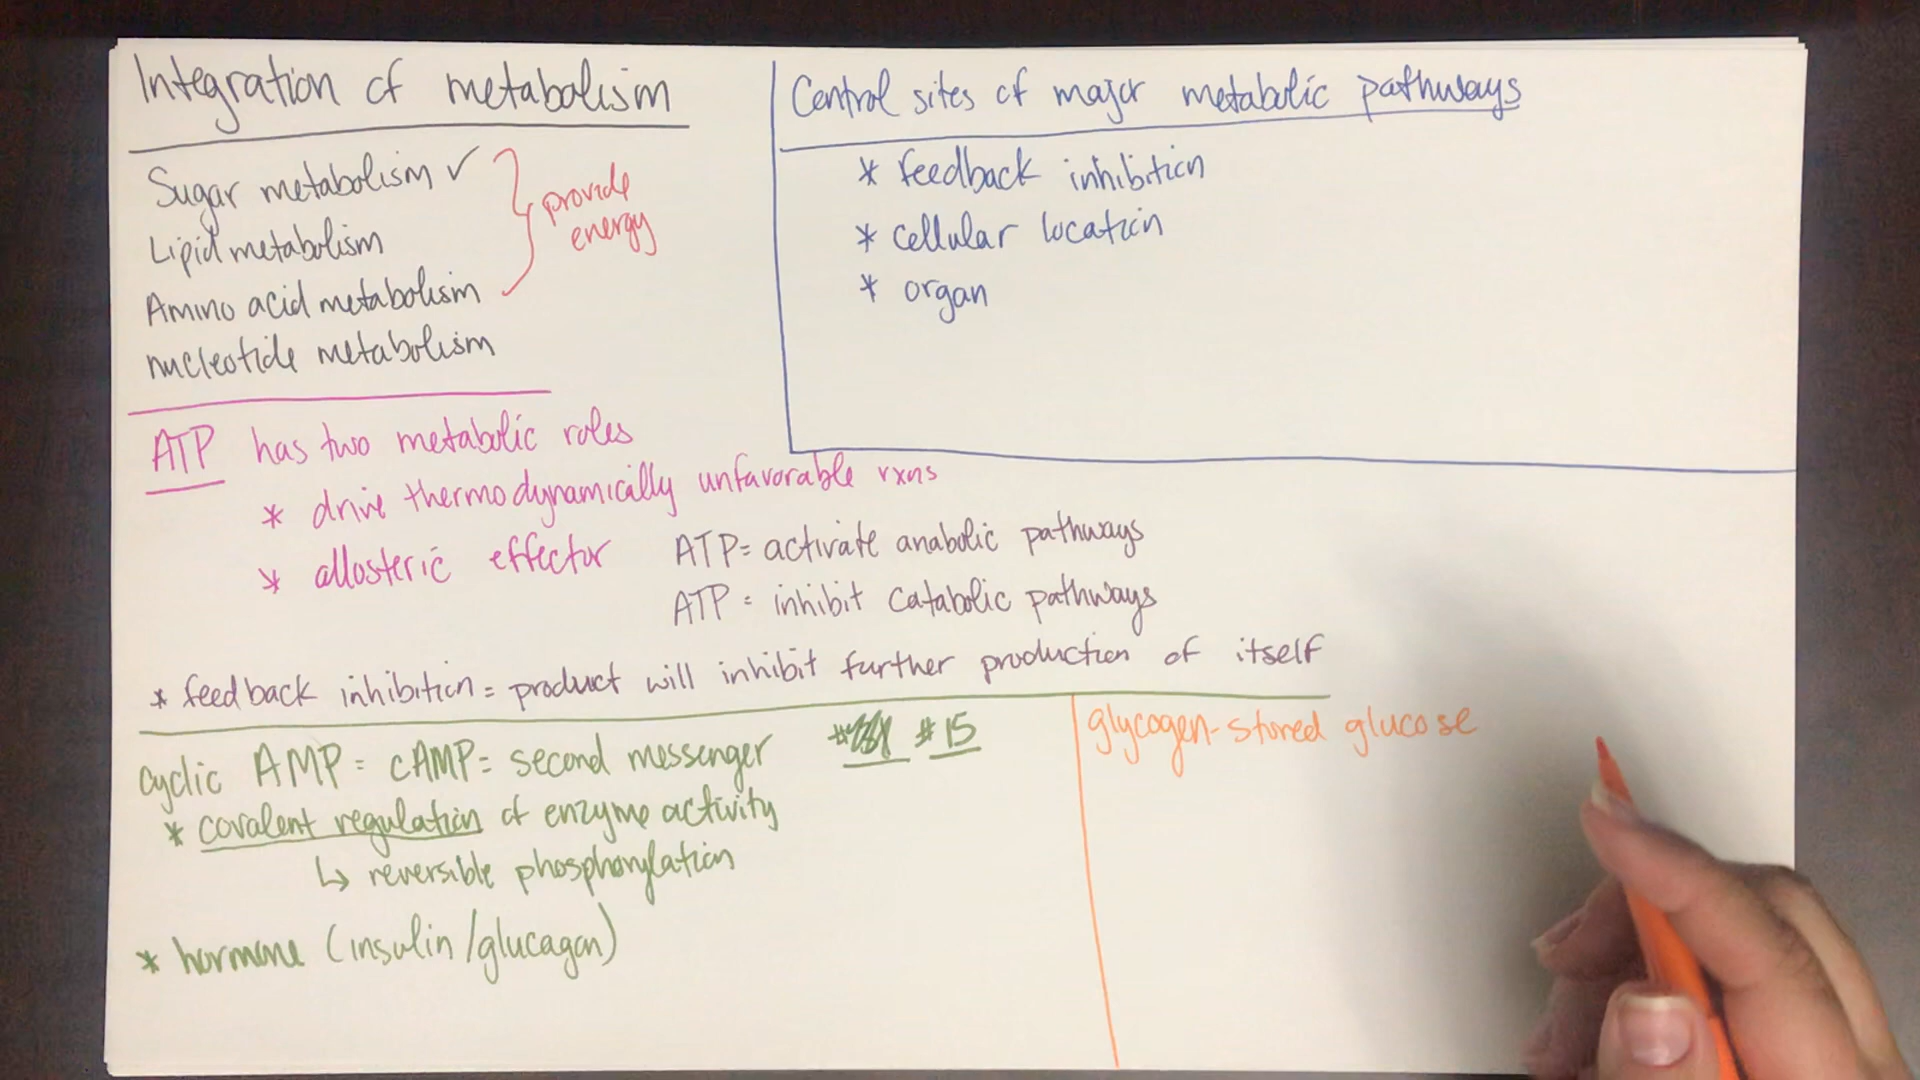 Integration of metabolism
Sugar metabolism ✓
Lipid metabolism
Amino acid metabolism
nucleotide metabolism
provide
energy
Central sites of major metabolic pathways
* feedback inhibition
* cellular location
* organ
ATP has two metabolic roles
* drive thermodynamically unfavorable rxns
* allosteric effector
ATP = activate anabolic pathways
ATP = inhibit catabolic pathways
* feedback inhibition = product will inhibit further production of itself
cyclic AMP = cAMP = second messenger
# #15
* covalent regulation of enzyme activity
↳ reversible phosphorylation
* hormone (insulin/glucagon)
glycogen - stored glucose